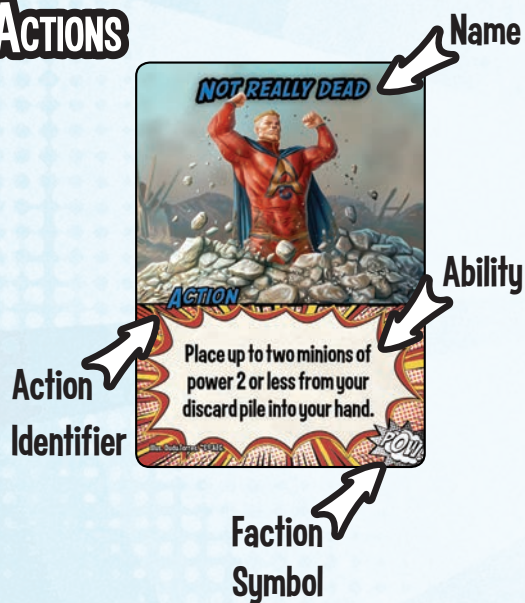 ACTIONS
Name
NOT REALLY DEAD
Ability
ACTION
Place up to two minions of
power 2 or less from your
discard pile into your hand.
Action
Identifier
POW!
Faction
Symbol